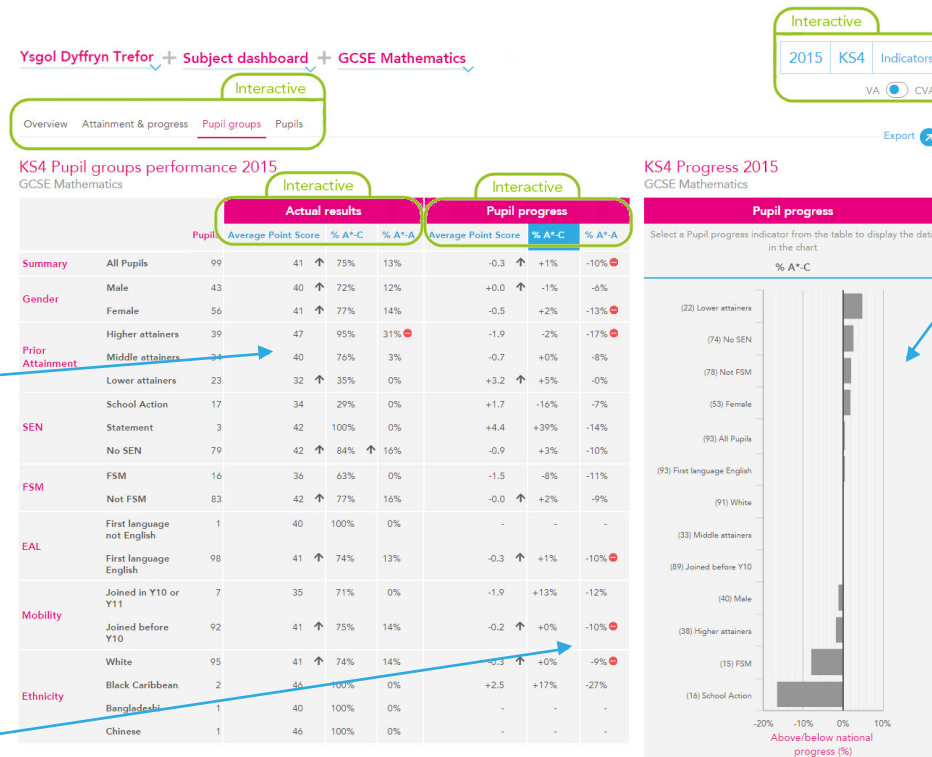 Interactive
Ysgol Dyffryn Trefor + Subject dashboard + GCSE Mathematics
2015 KS4 Indicators
VA CVA
Interactive
Overview Attainment & progress Pupil groups Pupils
Export
KS4 Pupil groups performance 2015
GCSE Mathematics
Interactive
Interactive
Actual results Pupil progress
Pupils Average Point Score % A*-C % A*-A Average Point Score % A*-C % A*-A
Summary All Pupils 99 41 ↑ 75% 13% -0.3 ↑ +1% -10%
Gender
Male 43 40 ↑ 72% 12% +0.0 ↑ -1% -6%
Female 56 41 ↑ 77% 14% -0.5 +2% -13%
Prior Attainment
Higher attainers 39 47 95% 31% -1.9 -2% -17%
Middle attainers 34 40 76% 3% -0.7 +0% -8%
Lower attainers 23 32 ↑ 35% 0% +3.2 ↑ +5% -0%
SEN
School Action 17 34 29% 0% +1.7 -16% -7%
Statement 3 42 100% 0% +4.4 +39% -14%
No SEN 79 42 ↑ 84% ↑ 16% -0.9 +3% -10%
FSM
FSM 16 36 63% 0% -1.5 -8% -11%
Not FSM 83 42 ↑ 77% 16% -0.0 ↑ +2% -9%
EAL
First language not English 1 40 100% 0% - - -
First language English 98 41 ↑ 74% 13% -0.3 ↑ +1% -10%
Mobility
Joined in Y10 or Y11 7 35 71% 0% -1.9 +13% -12%
Joined before Y10 92 41 ↑ 75% 14% -0.2 ↑ +0% -10%
Ethnicity
White 95 41 ↑ 74% 14% -0.3 ↑ +0% -9%
Black Caribbean 2 46 100% 0% +2.5 +17% -27%
Bangladeshi 1 40 100% 0% - - -
Chinese 1 46 100% 0% - - -
KS4 Progress 2015
GCSE Mathematics
Pupil progress
Select a Pupil progress indicator from the table to display the data
in the chart
% A*-C
(22) Lower attainers
(74) No SEN
(78) Not FSM
(53) Female
(93) All Pupils
(93) First language English
(91) White
(33) Middle attainers
(89) Joined before Y10
(40) Male
(38) Higher attainers
(15) FSM
(16) School Action
-20% -10% 0% 10%
Above/below national
progress (%)